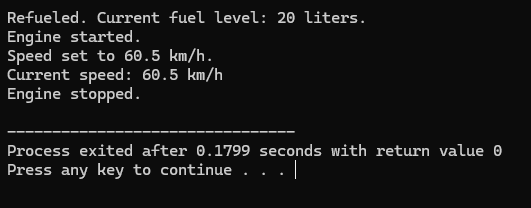 Refueled. Current fuel level: 20 liters.
Engine started.
Speed set to 60.5 km/h.
Current speed: 60.5 km/h
Engine stopped.
--------------------------------
Process exited after 0.1799 seconds with return value 0
Press any key to continue . . .